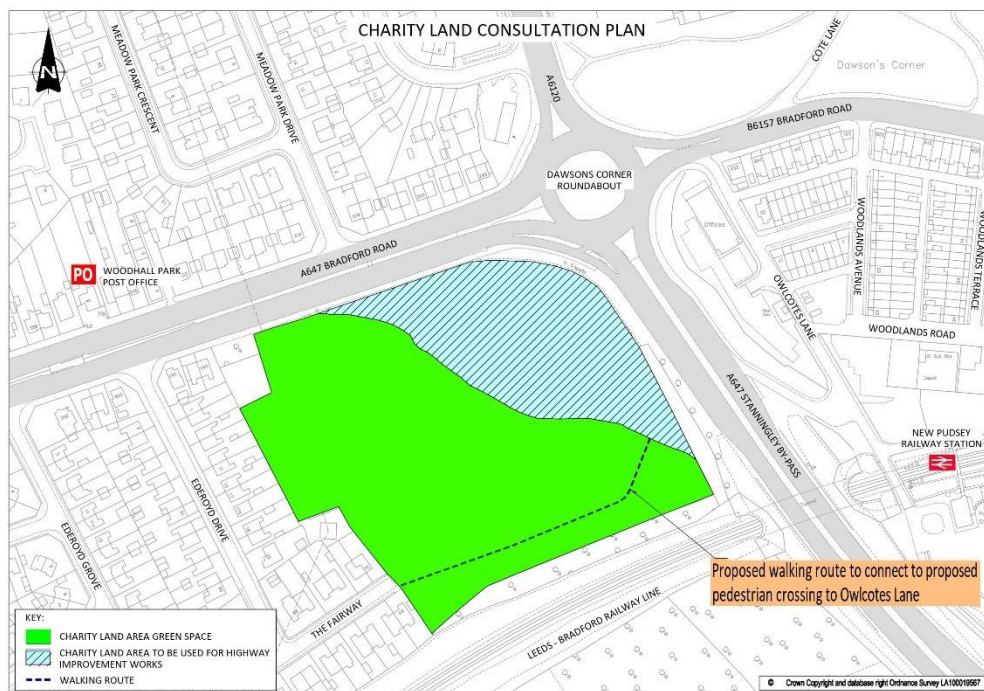 CHARITY LAND CONSULTATION PLAN
N
MEADOW PARK CRESCENT
MEADOW PARK DRIVE
A6120
COTE LANE
Dawson's Corner
B6157 BRADFORD ROAD
DAWSONS CORNER
ROUNDABOUT
Offices
WOODLANDS AVENUE
WOODLANDS TERRACE
A647 BRADFORD ROAD
PO
WOODHALL PARK
POST OFFICE
OWLCOTES LANE
WOODLANDS ROAD
El Sub Sta
Depot
A647 STANNINGLEY BY-PASS
NEW PUDSEY
RAILWAY STATION
EDEROYD GROVE
EDEROYD DRIVE
THE FAIRWAY
LEEDS - BRADFORD RAILWAY LINE
Proposed walking route to connect to proposed
pedestrian crossing to Owlcotes Lane
KEY:
CHARITY LAND AREA GREEN SPACE
CHARITY LAND AREA TO BE USED FOR HIGHWAY
IMPROVEMENT WORKS
WALKING ROUTE
© Crown Copyright and database right Ordnance Survey LA100019567